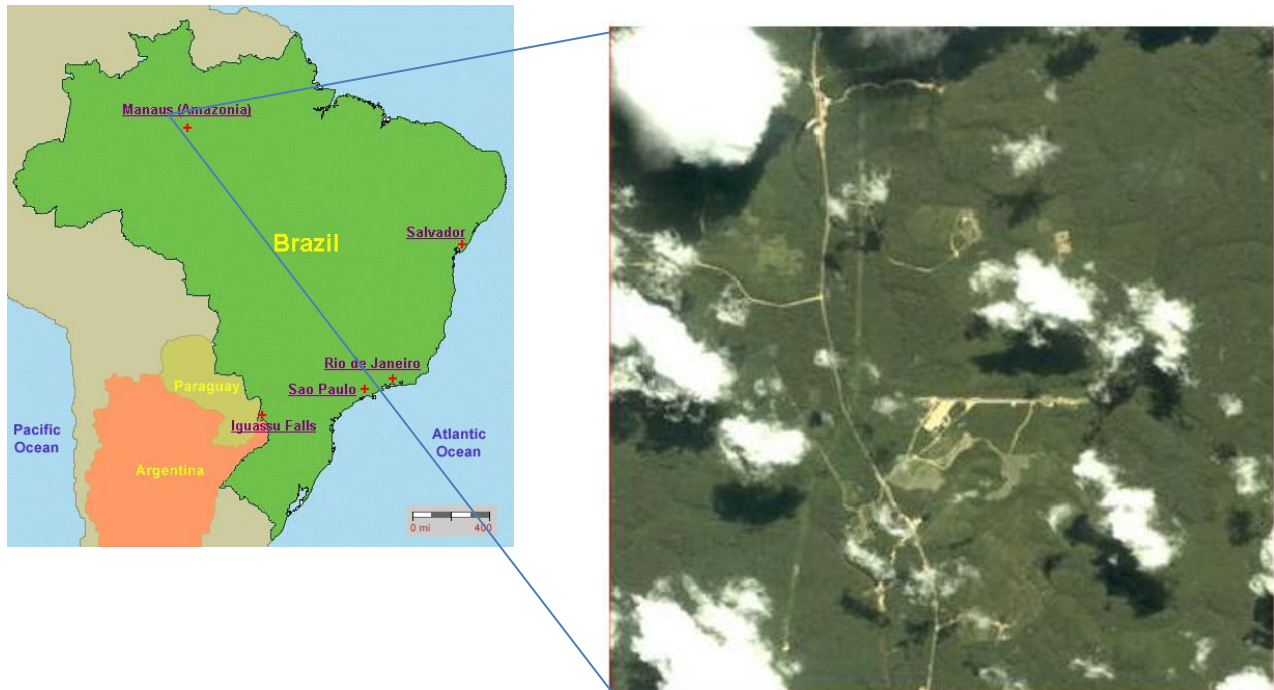 Manaus (Amazonia)
Salvador
Brazil
Rio de Janeiro
Paraguay
Sao Paulo
Iguassu Falls
Pacific
Ocean
Atlantic
Ocean
Argentina
0 mi 400